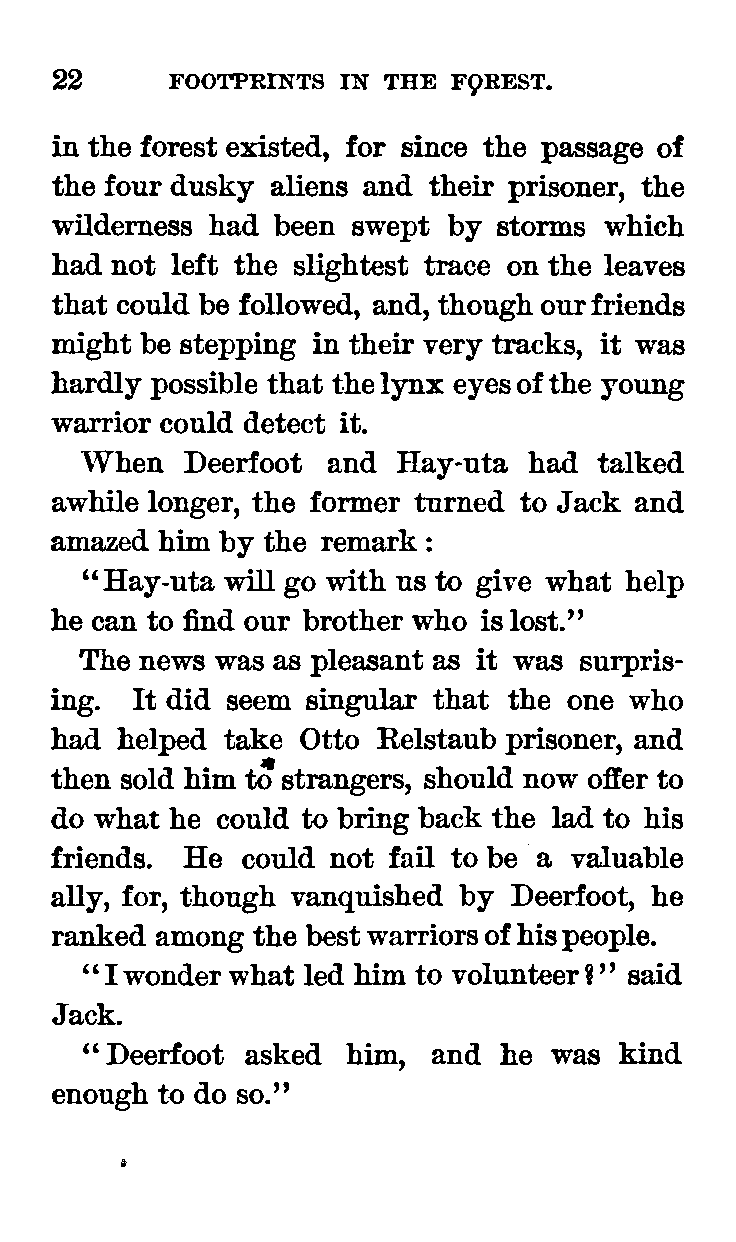 22 FOOTPRINTS IN THE FOREST.
in the forest existed, for since the passage of
the four dusky aliens and their prisoner, the
wilderness had been swept by storms which
had not left the slightest trace on the leaves
that could be followed, and, though our friends
might be stepping in their very tracks, it was
hardly possible that the lynx eyes of the young
warrior could detect it.
When Deerfoot and Hay-uta had talked
awhile longer, the former turned to Jack and
amazed him by the remark :
“Hay-uta will go with us to give what help
he can to find our brother who is lost.”
The news was as pleasant as it was surpris-
ing. It did seem singular that the one who
had helped take Otto Relstaub prisoner, and
then sold him to strangers, should now offer to
do what he could to bring back the lad to his
friends. He could not fail to be a valuable
ally, for, though vanquished by Deerfoot, he
ranked among the best warriors of his people.
“I wonder what led him to volunteer?” said
Jack.
“Deerfoot asked him, and he was kind
enough to do so.”